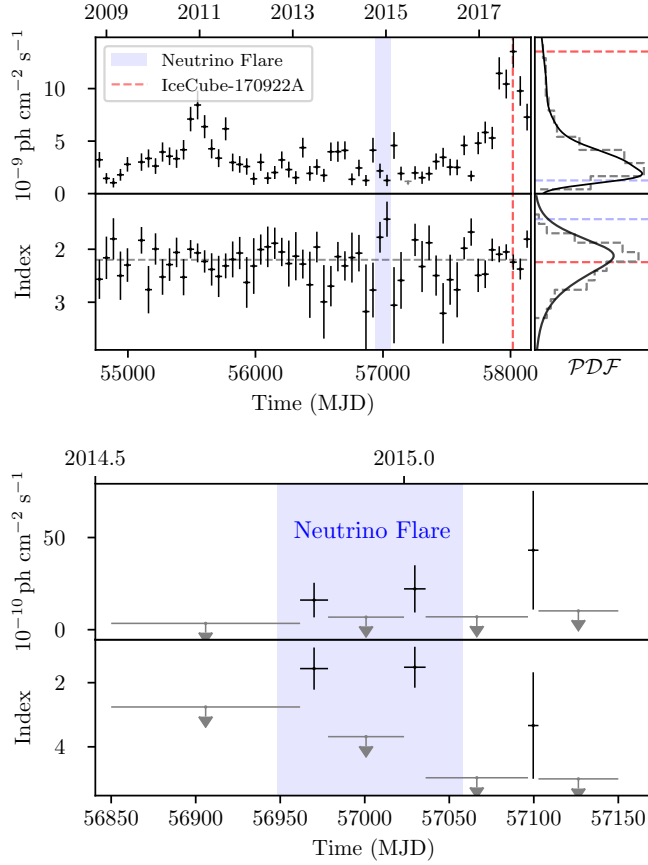 2009 2011 2013 2015 2017
Neutrino Flare
IceCube-170922A
10⁻⁹ ph cm⁻² s⁻¹
10
5
0
Index
2
3
55000 56000 57000 58000
Time (MJD)
PDF
2014.5 2015.0
Neutrino Flare
10⁻¹⁰ ph cm⁻² s⁻¹
50
0
Index
2
4
56850 56900 56950 57000 57050 57100 57150
Time (MJD)